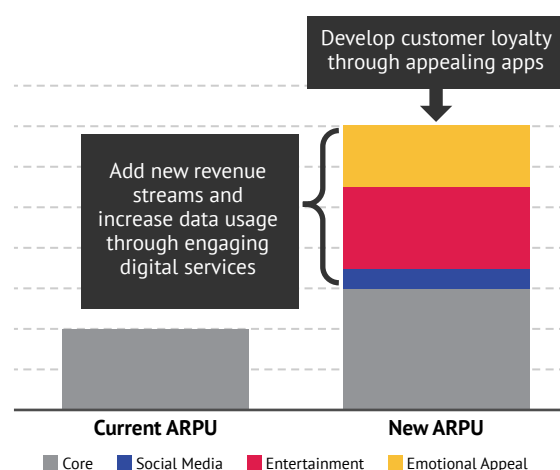 Develop customer loyalty
through appealing apps
Add new revenue
streams and
increase data usage
through engaging
digital services
Current ARPU
New ARPU
Core
Social Media
Entertainment
Emotional Appeal